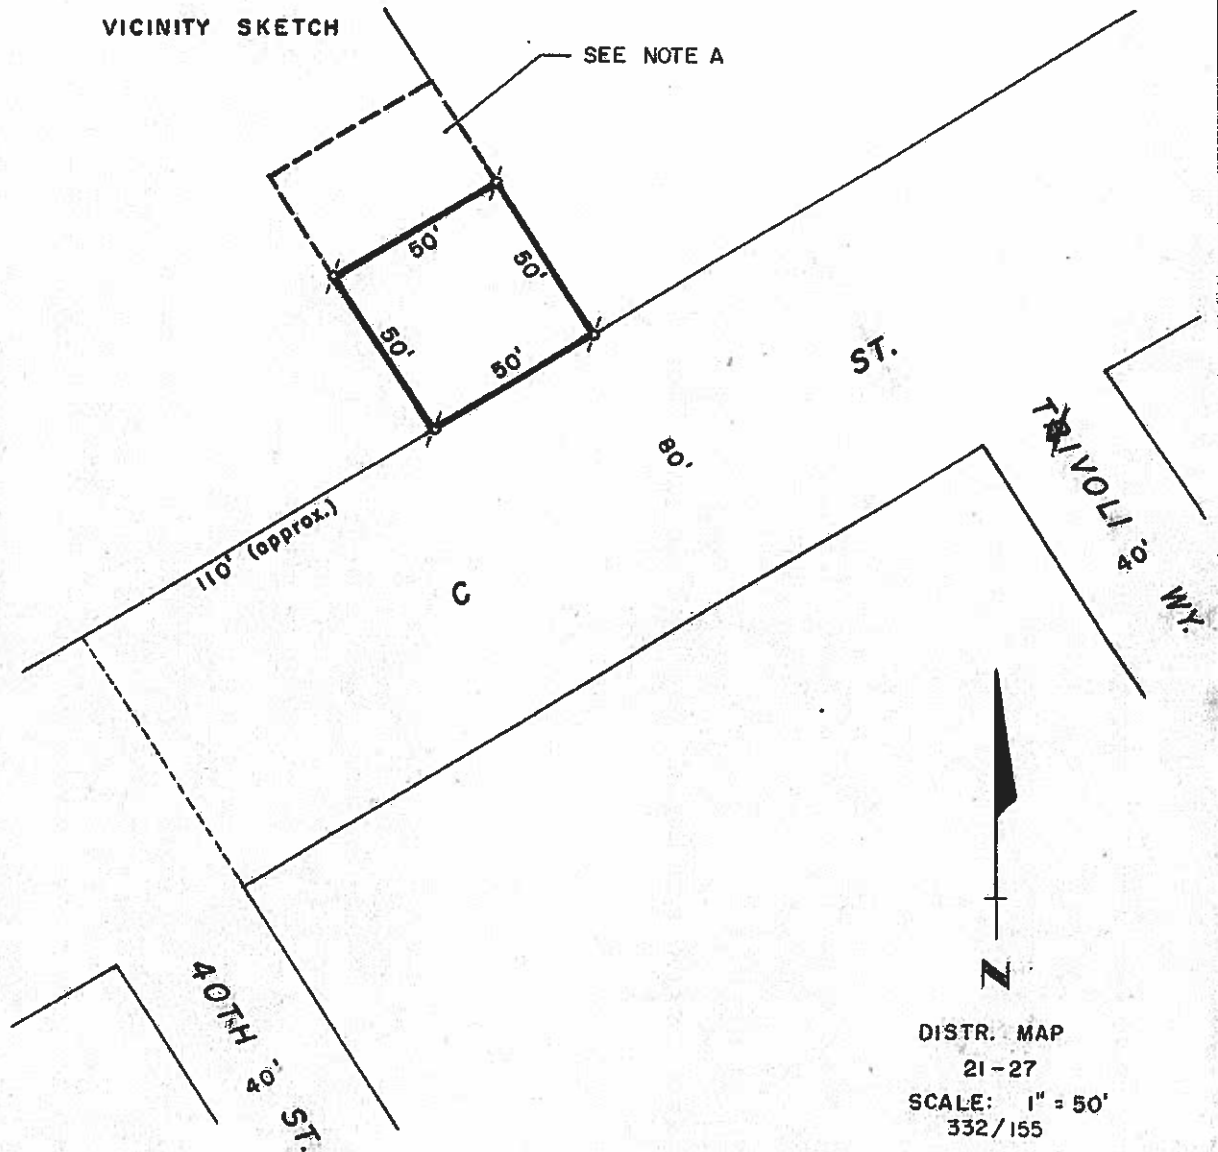 VICINITY SKETCH
SEE NOTE A
50'
50'
50'
50'
ST.
80'
110' (approx.)
C
TRIVOLI
40'
WY.
40TH
40'
ST.
N
DISTR. MAP
21-27
SCALE: 1" = 50'
332/155